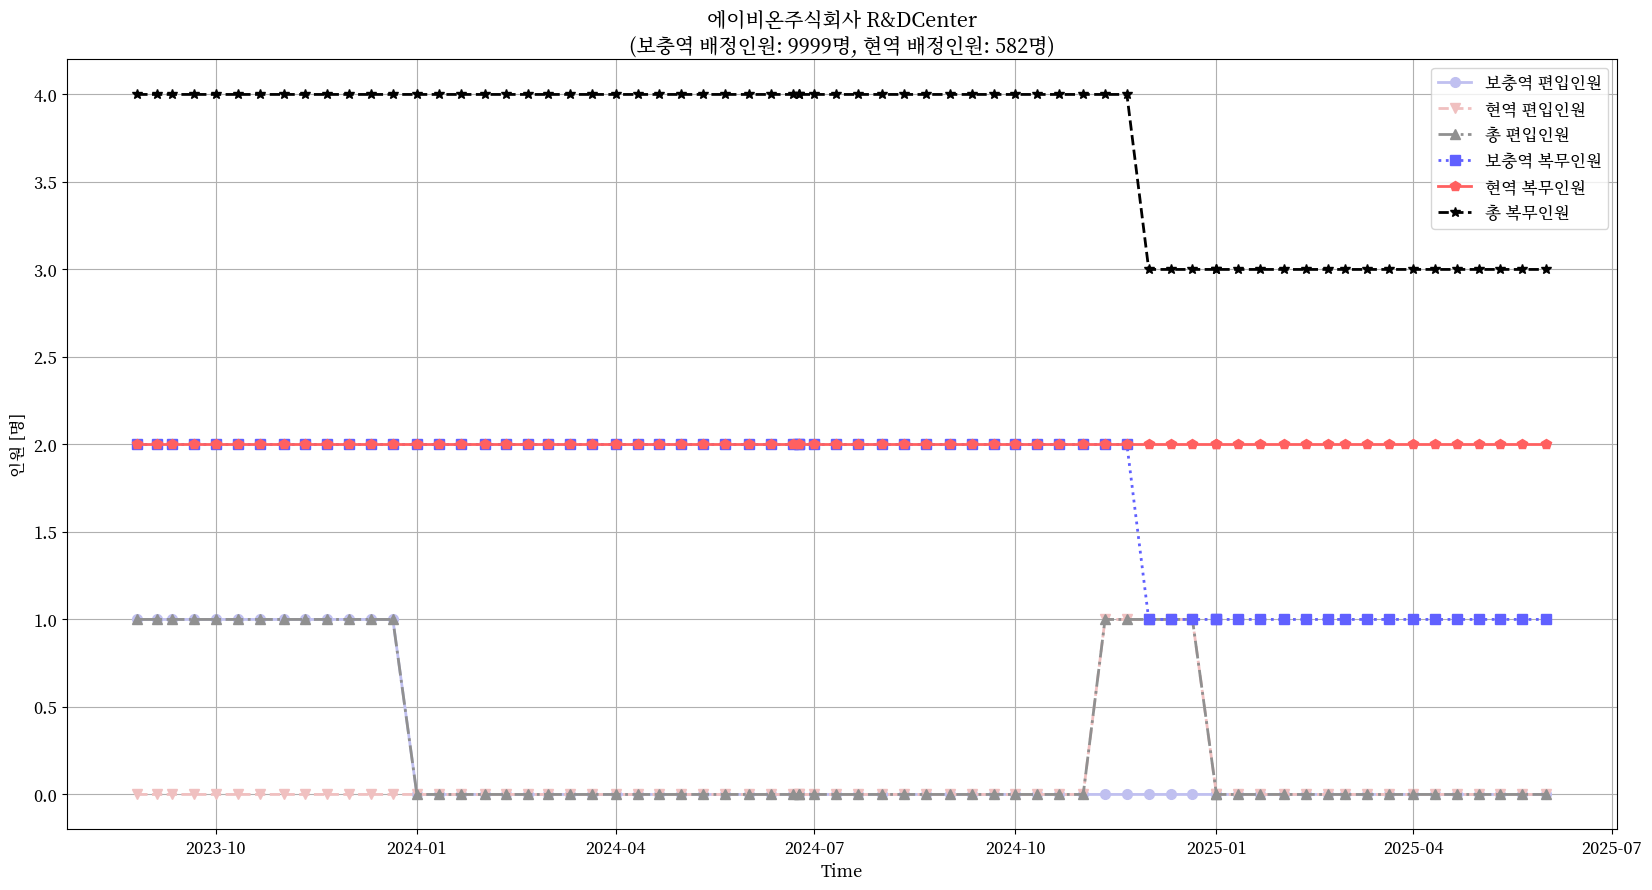 에이비온주식회사 R&DCenter
(보충역 배정인원: 9999명, 현역 배정인원: 582명)
보충역 편입인원
현역 편입인원
총 편입인원
보충역 복무인원
현역 복무인원
총 복무인원
인원 [명]
4.0
3.5
3.0
2.5
2.0
1.5
1.0
0.5
0.0
2023-10
2024-01
2024-04
2024-07
2024-10
2025-01
2025-04
2025-07
Time